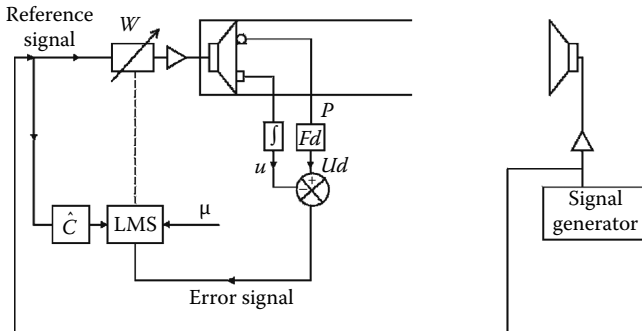 Reference
signal
W
P
∫
Fd
u
Ud
+
−
Ĉ
LMS
μ
Error signal
Signal
generator